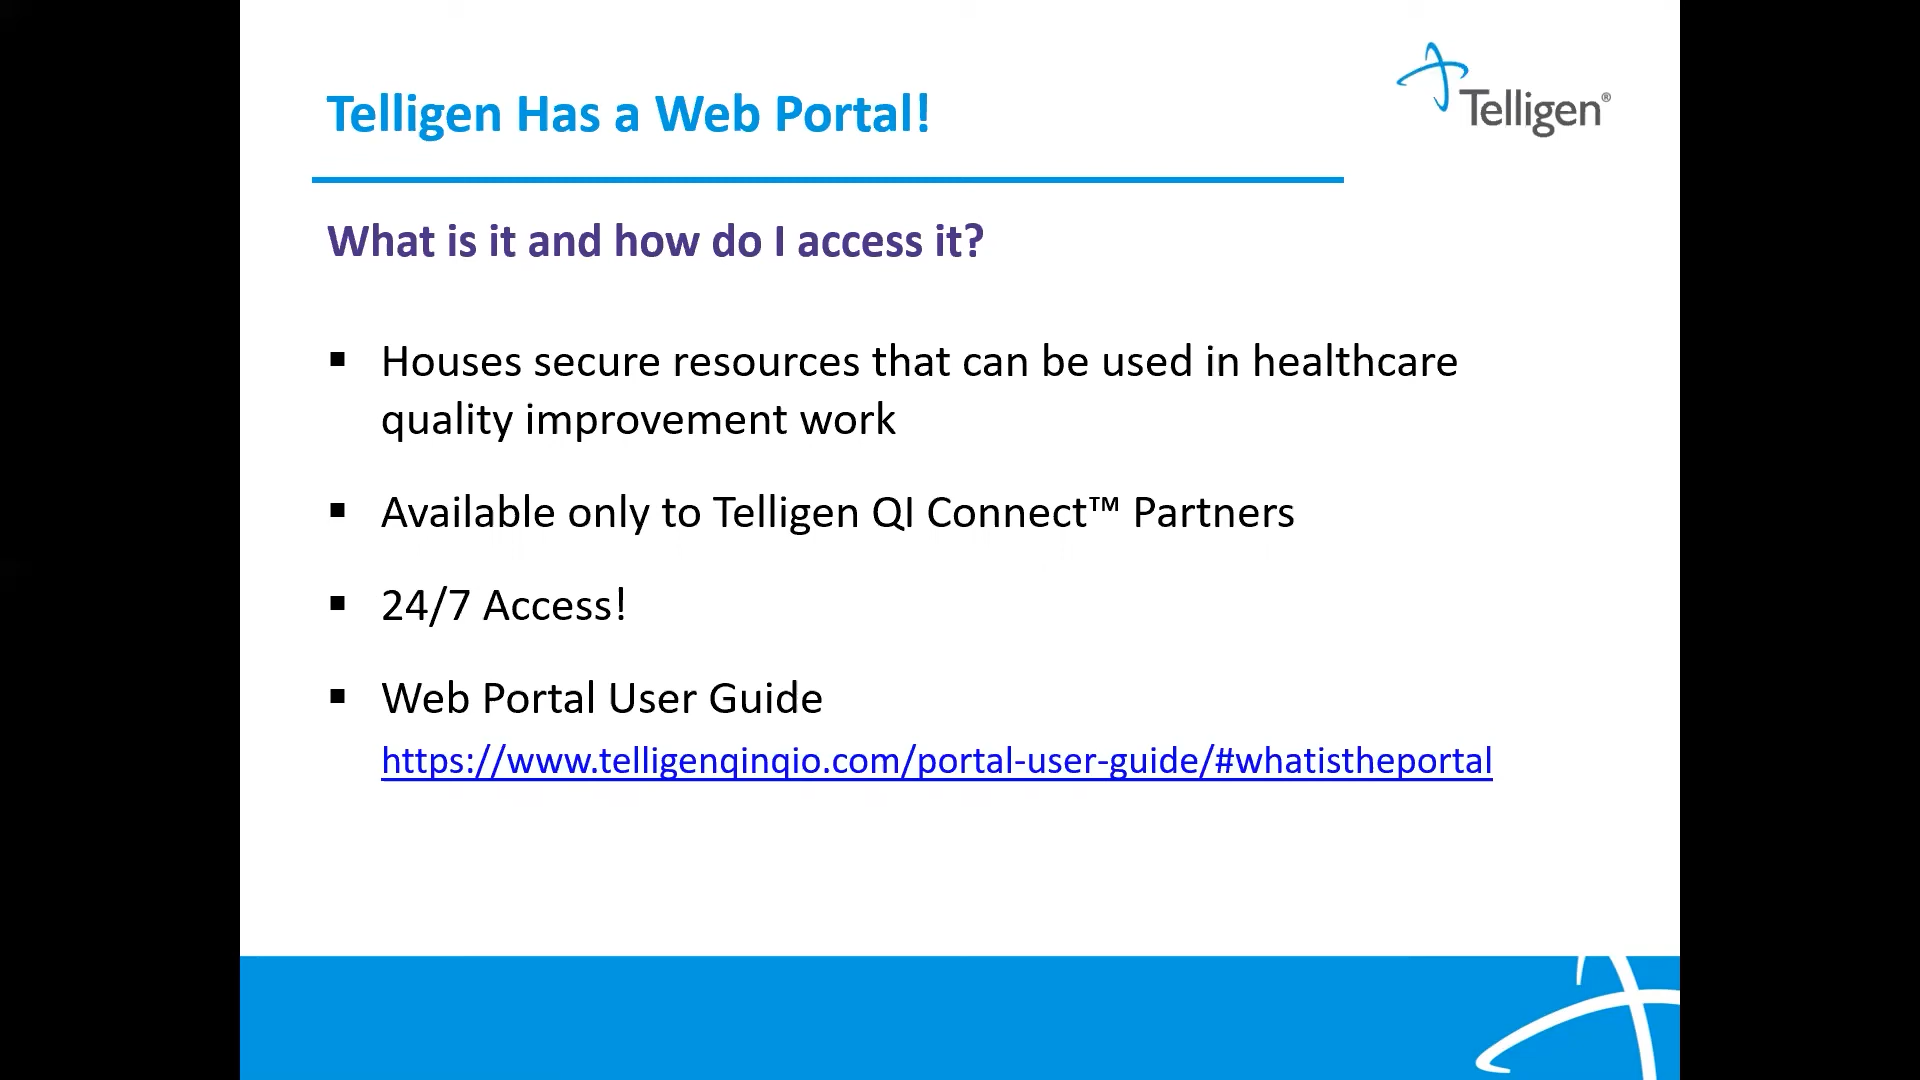 Telligen®
Telligen Has a Web Portal!
What is it and how do I access it?
▪ Houses secure resources that can be used in healthcare
quality improvement work
▪ Available only to Telligen QI Connect™ Partners
▪ 24/7 Access!
▪ Web Portal User Guide
https://www.telligenqinqio.com/portal-user-guide/#whatistheportal